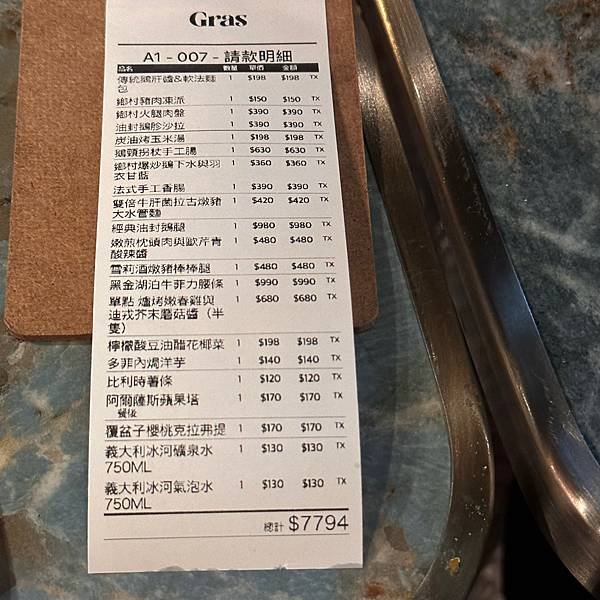 Gras
A1 - 007 - 請款明細
品名 數量 單價 金額
傳統鵝肝醬&軟法麵 1 $198 $198 TX
包
鄉村豬肉凍派 1 $150 $150 TX
鄉村火腿肉盤 1 $390 $390 TX
油封鵝胗沙拉 1 $390 $390 TX
炭烤玉米湯 1 $198 $198 TX
鵝頸拐杖手工腸 1 $630 $630 TX
鄉村爆炒鵝下水與羽 1 $360 $360 TX
衣甘藍
法式手工香腸 1 $390 $390 TX
雙倍牛肝菌拉古燉豬 1 $420 $420 TX
大水管麵
經典油封鵝腿 1 $980 $980 TX
嫩煎枕頭肉與歐芹青 1 $480 $480 TX
酸辣醬
雪莉酒燉豬棒棒腿 1 $480 $480 TX
黑金湖泊牛菲力腰條 1 $990 $990 TX
單點 爐烤嫩春雞與 1 $680 $680 TX
迪戎芥末蘑菇醬（半
隻）
檸檬酸豆油醋花椰菜 1 $198 $198 TX
多菲內焗洋芋 1 $140 $140 TX
比利時薯條 1 $120 $120 TX
阿爾薩斯蘋果塔 1 $170 $170 TX
餐後
覆盆子櫻桃克拉弗提 1 $170 $170 TX
義大利冰河礦泉水 1 $130 $130 TX
750ML
義大利冰河氣泡水 1 $130 $130 TX
750ML
總計 $7794